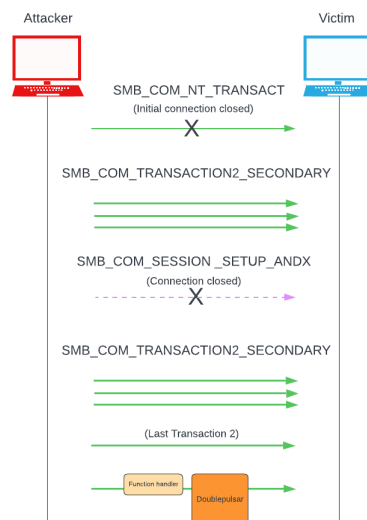 Attacker
Victim
SMB_COM_NT_TRANSACT
(Initial connection closed)
X
SMB_COM_TRANSACTION2_SECONDARY
SMB_COM_SESSION _SETUP_ANDX
(Connection closed)
X
SMB_COM_TRANSACTION2_SECONDARY
(Last Transaction 2)
Function handler
Doublepulsar